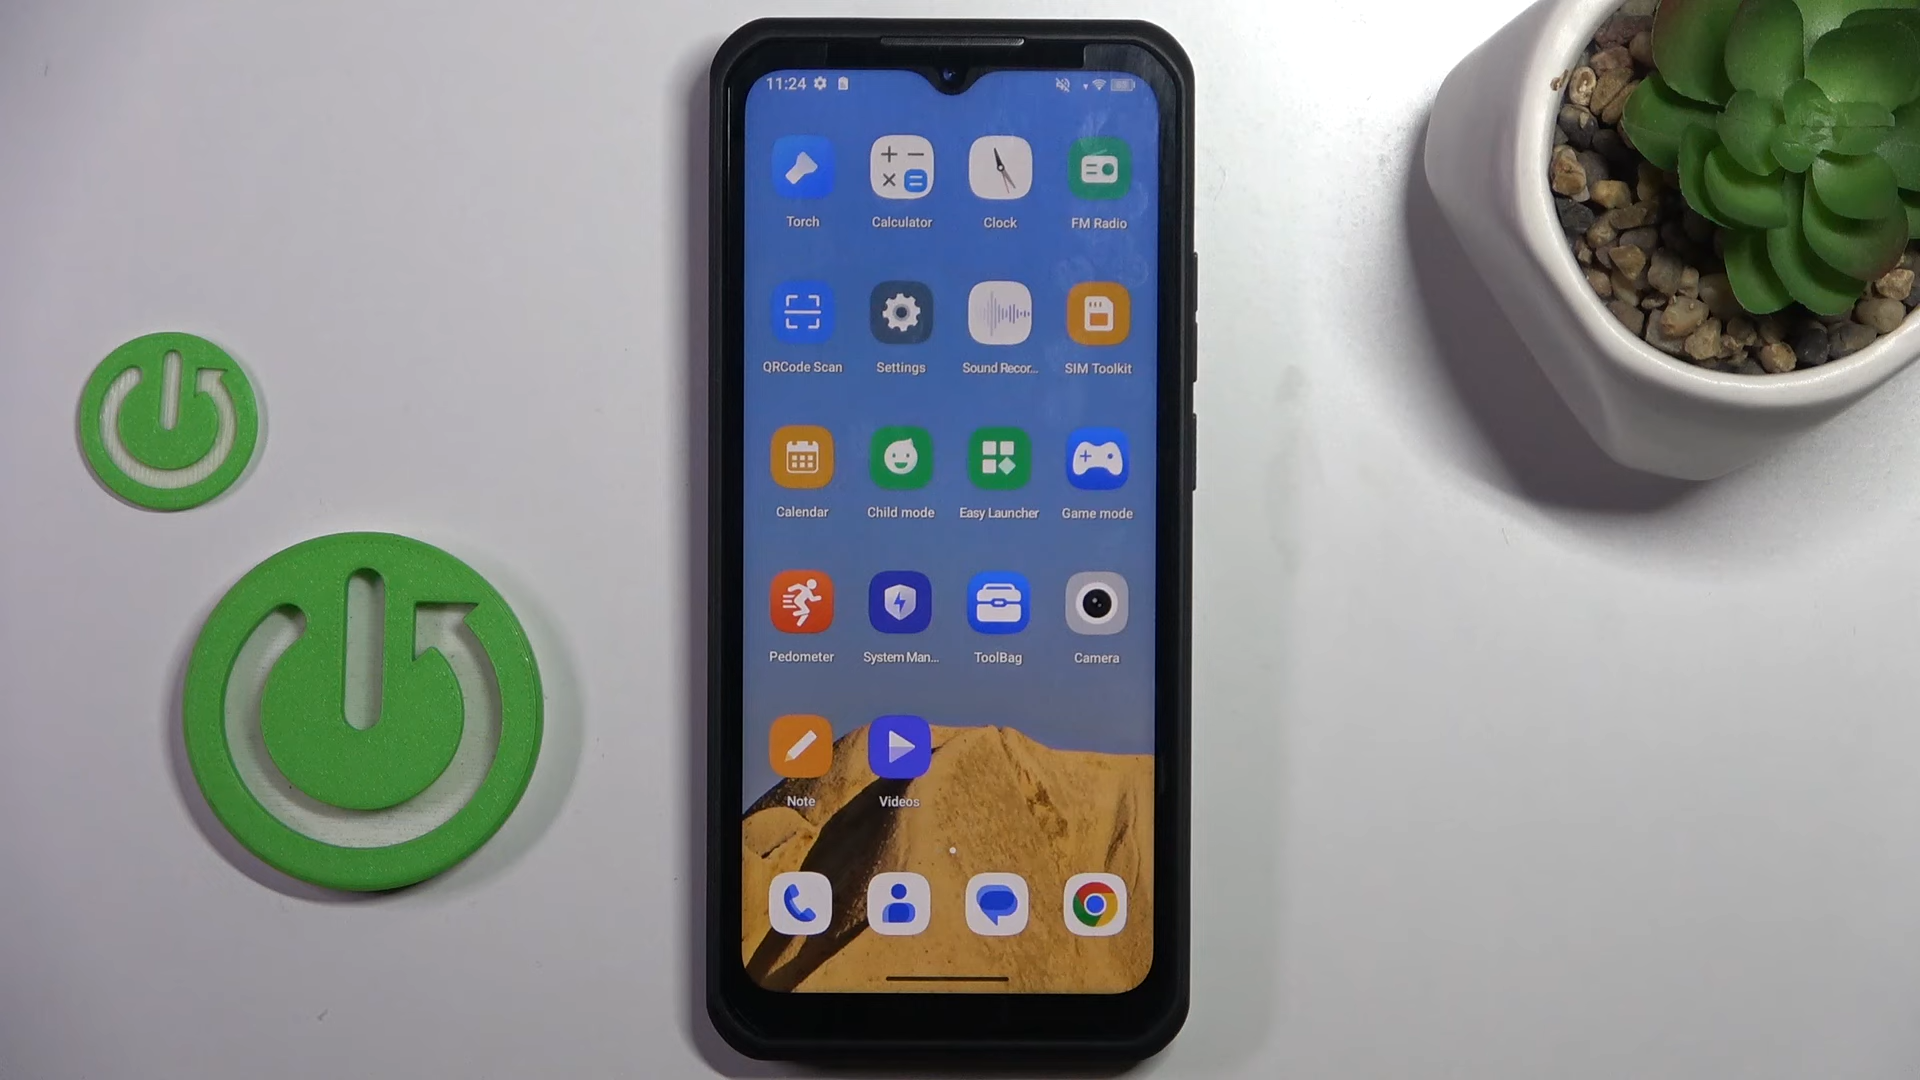 11:24
Torch Calculator Clock FM Radio
QRCode Scan Settings Sound Recor... SIM Toolkit
Calendar Child mode Easy Launcher Game mode
Pedometer System Man... ToolBag Camera
Note Videos